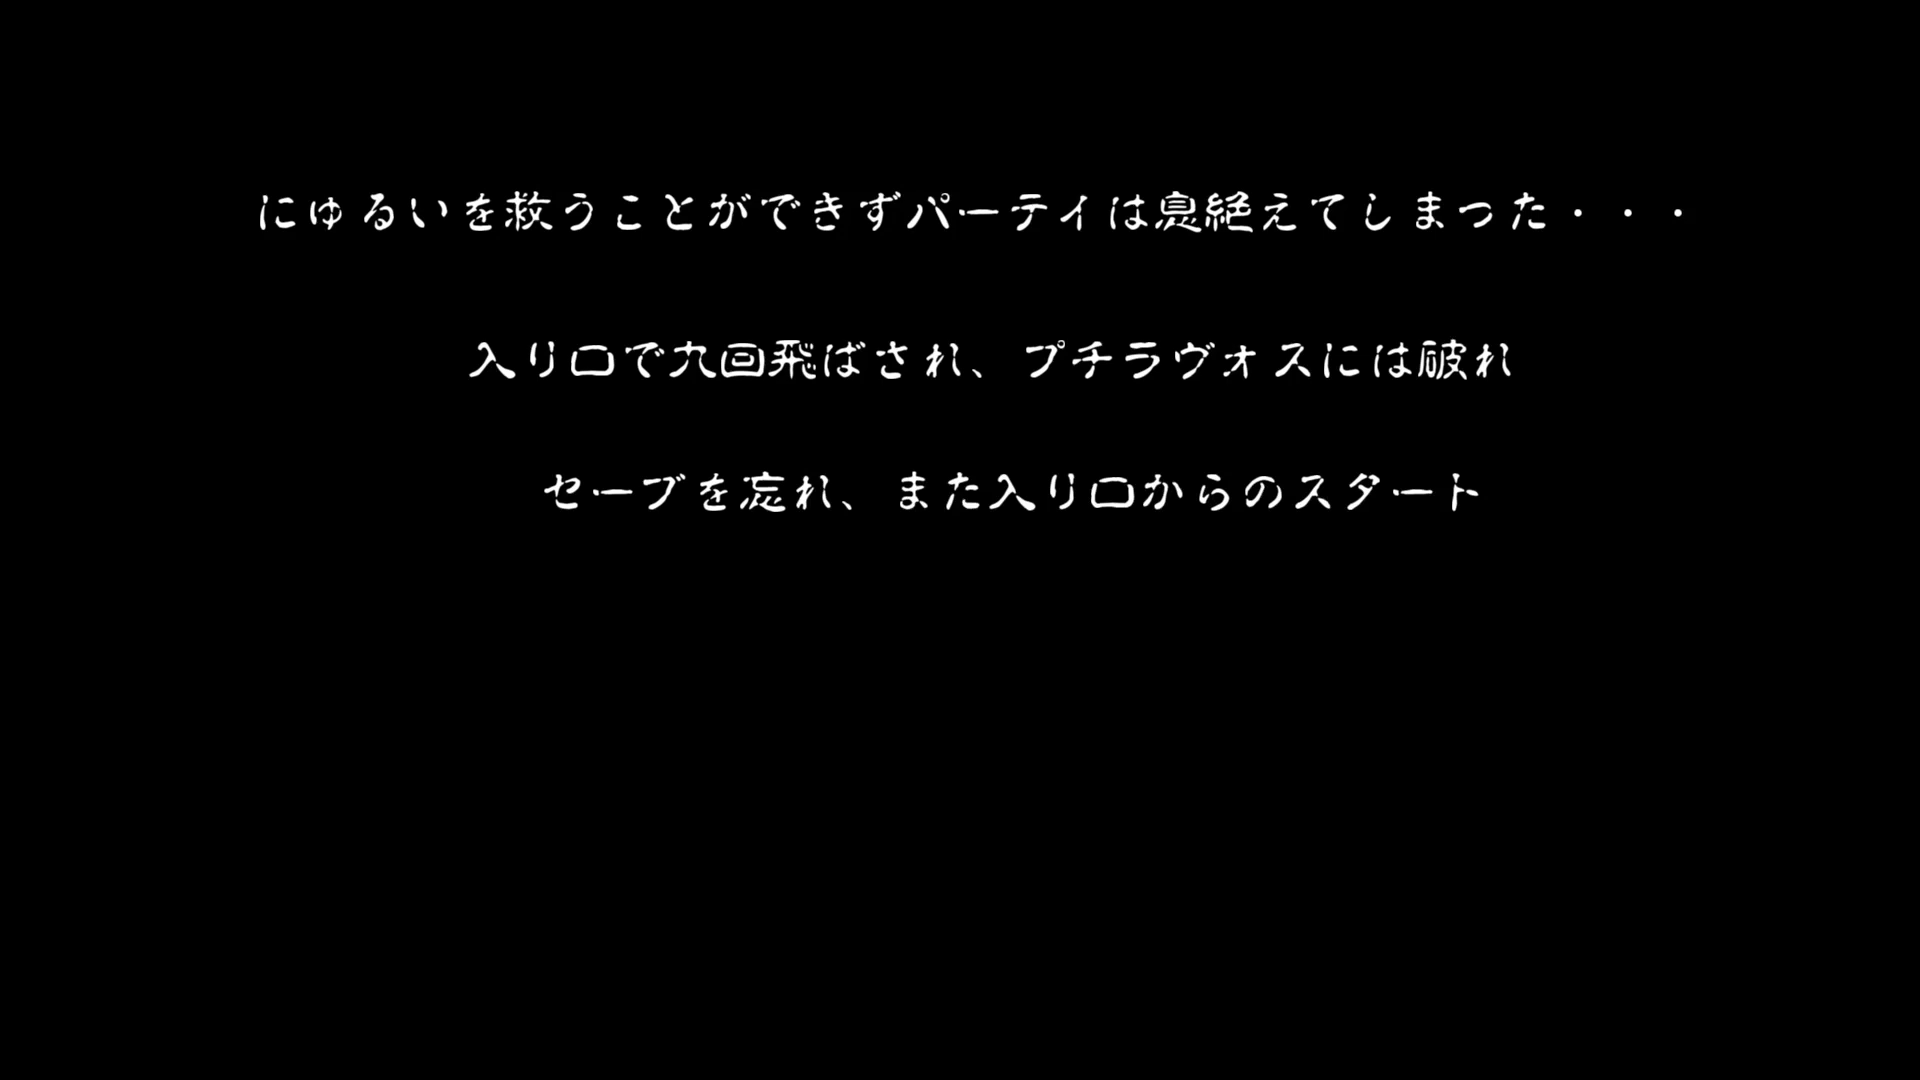 にゅるいを救うことができずパーティは息絶えてしまった・・・
入り口で九回飛ばされ、プチラヴォスには破れ
セーブを忘れ、また入り口からのスタート